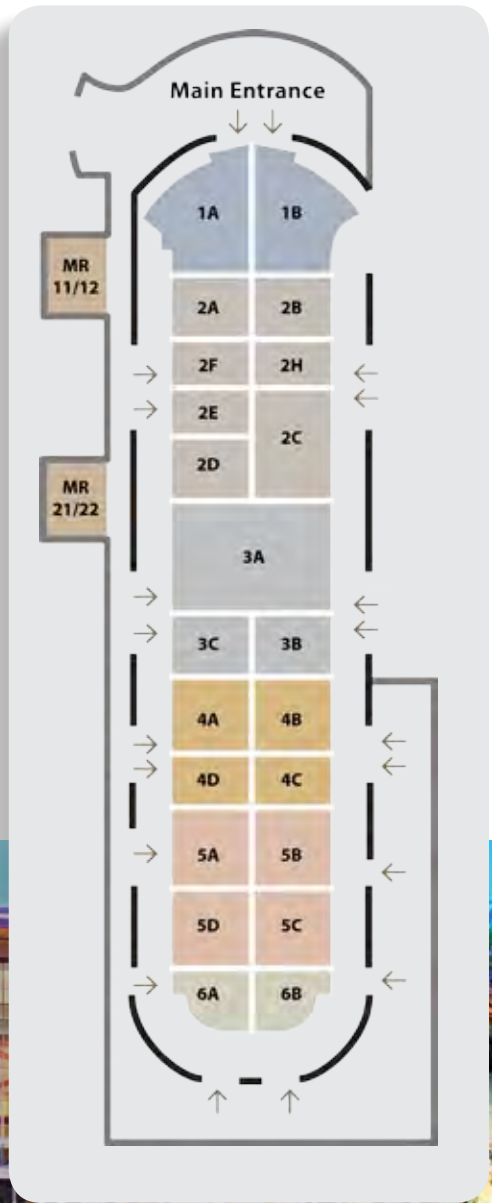 Main Entrance
1A 1B
MR
11/12
2A 2B
2F 2H
2E
2C
2D
MR
21/22
3A
3C 3B
4A 4B
4D 4C
5A 5B
5D 5C
6A 6B